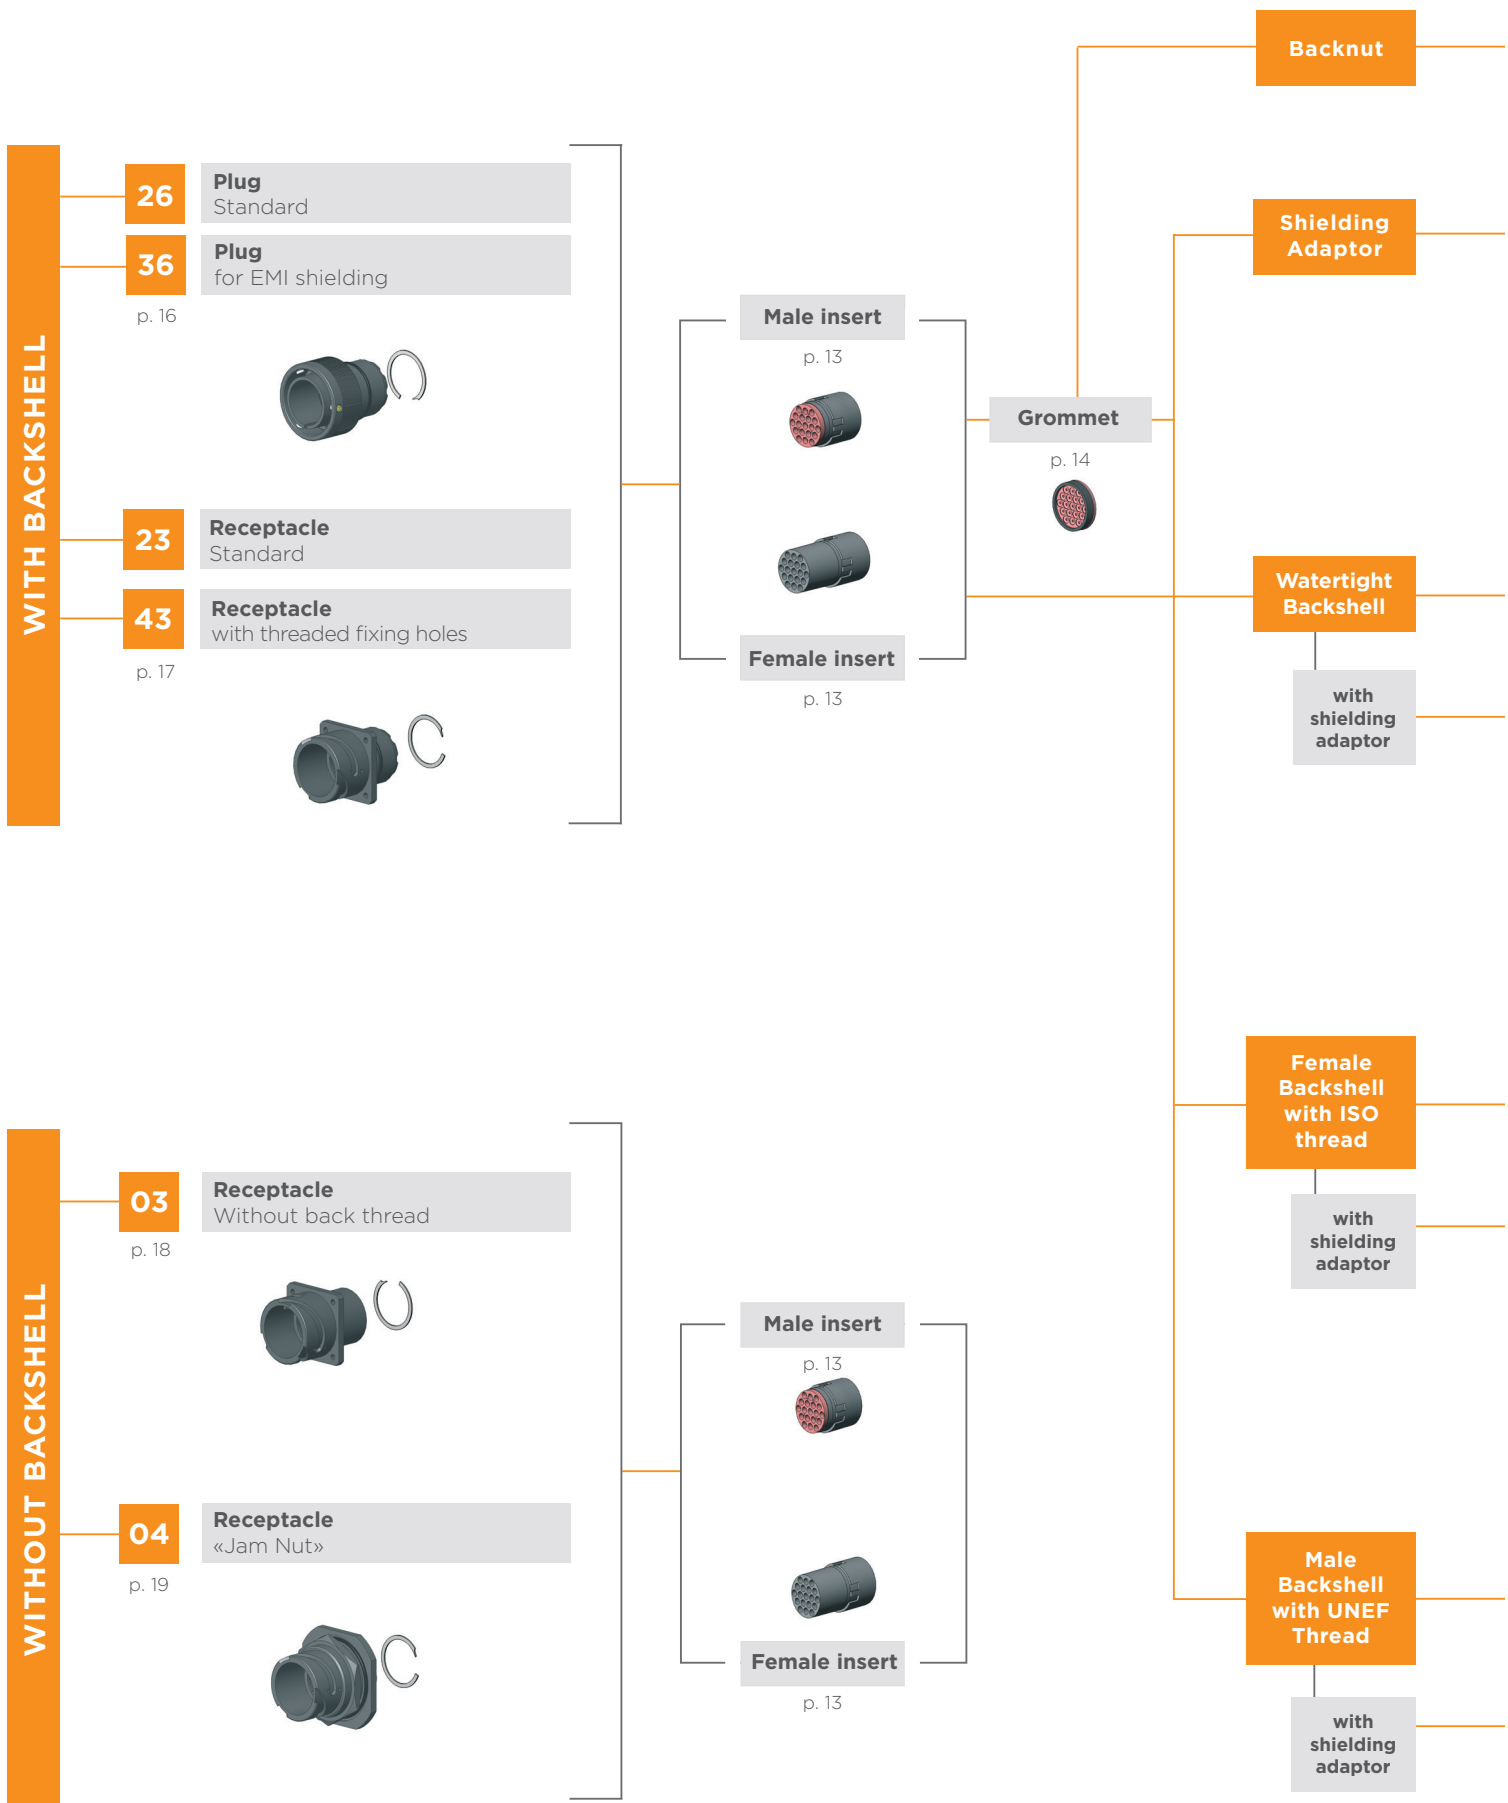 WITH BACKSHELL
26
Plug
Standard
36
Plug
for EMI shielding
p. 16
23
Receptacle
Standard
43
Receptacle
with threaded fixing holes
p. 17
Male insert
p. 13
Female insert
p. 13
Grommet
p. 14
Backnut
Shielding
Adaptor
Watertight
Backshell
with
shielding
adaptor
Female
Backshell
with ISO
thread
with
shielding
adaptor
Male
Backshell
with UNEF
Thread
with
shielding
adaptor
WITHOUT BACKSHELL
03
Receptacle
Without back thread
p. 18
04
Receptacle
«Jam Nut»
p. 19
Male insert
p. 13
Female insert
p. 13